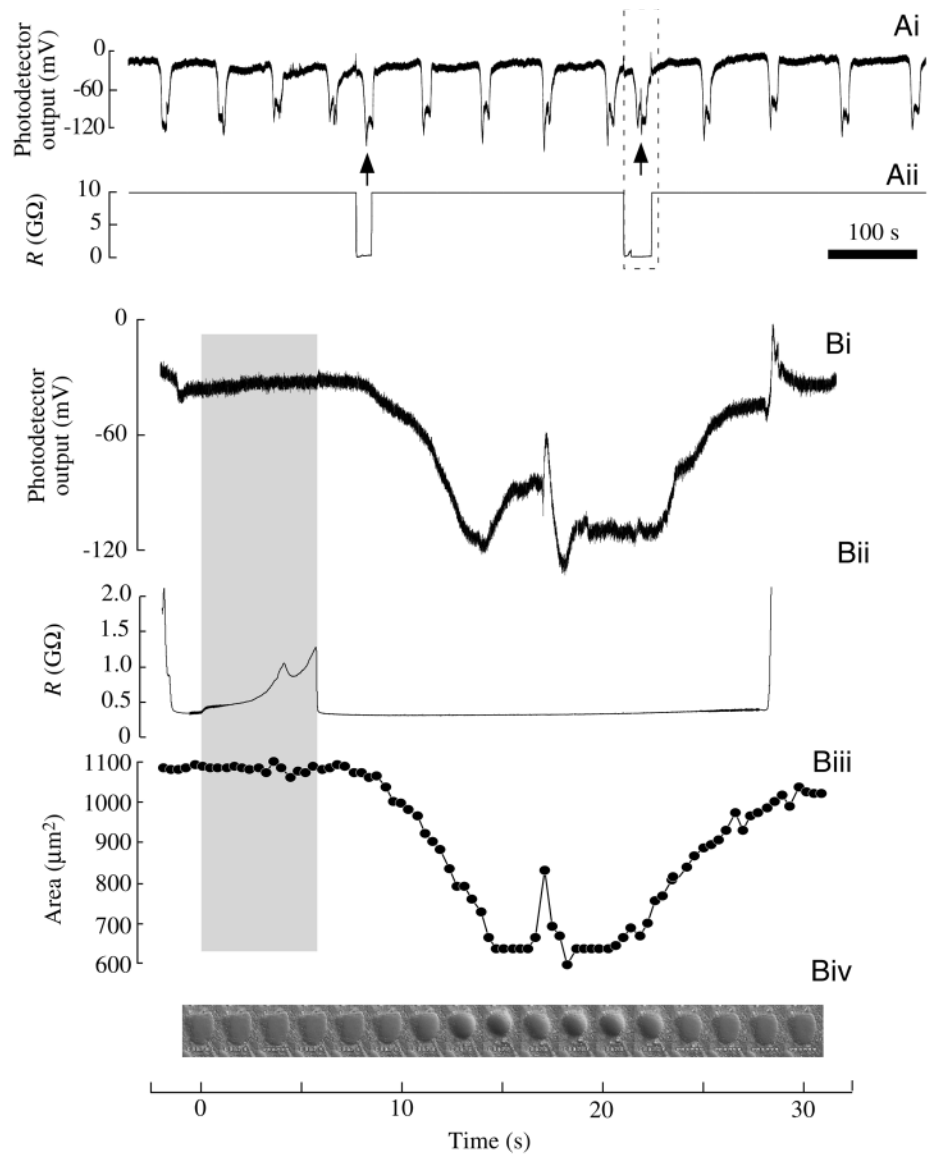 Ai
Photodetector
output (mV)
0
-60
-120
Aii
R (GΩ)
10
5
0
100 s
Bi
Photodetector
output (mV)
0
-60
-120
Bii
R (GΩ)
2.0
1.5
1.0
0.5
0
Biii
Area (μm²)
1100
1000
900
800
700
600
Biv
0 10 20 30
Time (s)